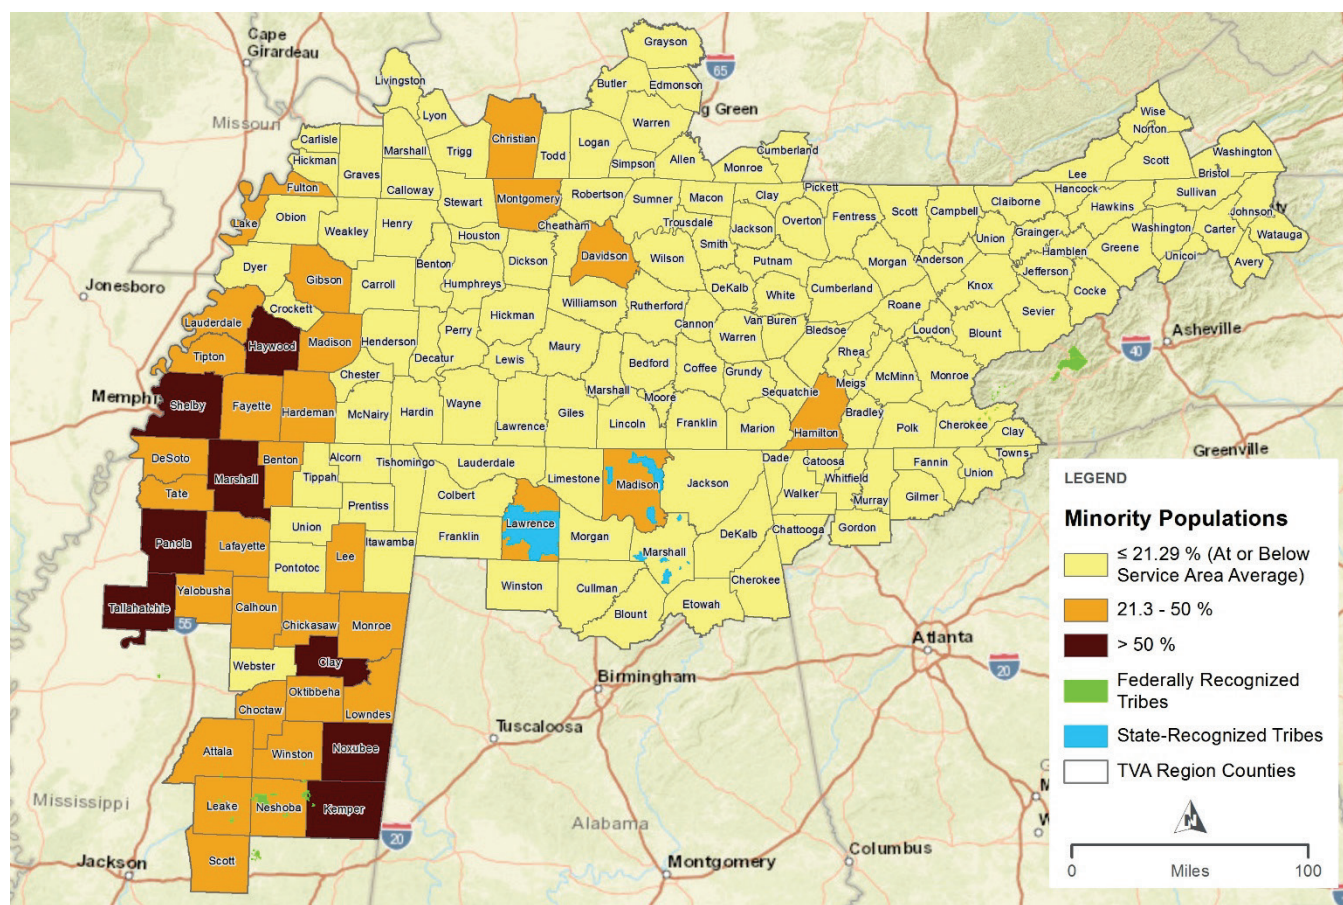 Cape
Girardeau
Grayson
65
Livingston
Butler
Edmonson
Lyon
g Green
Wise
Missouri
Christian
Warren
Norton
Carlisle
Marshall
Trigg
Todd
Logan
Allen
Cumberland
Scott
Washington
Hickman
Simpson
Monroe
Graves
Lee
Bristol
Fulton
Calloway
Montgomery
Robertson
Sumner
Macon
Clay
Pickett
Hancock
Sullivan
Stewart
Claiborne
Lake
Obion
Henry
Cheatham
Trousdale
Overton
Fentress
Scott
Campbell
Hawkins
Johnson
ty
Weakley
Houston
Jackson
Union
Grainger
Washington
Carter
Watauga
Smith
Hamblen
Greene
Dyer
Benton
Dickson
Davidson
Wilson
Putnam
Morgan
Anderson
Unicoi
Avery
Gibson
Carroll
Humphreys
DeKalb
White
Cumberland
Knox
Jefferson
Cocke
Jonesboro
Crockett
Williamson
Rutherford
Roane
Sevier
Lauderdale
Hickman
Cannon
Van Buren
Haywood
Madison
Henderson
Perry
Warren
Bledsoe
Loudon
Blount
Asheville
Tipton
Decatur
Lewis
Maury
Bedford
Coffee
Grundy
Rhea
40
Chester
McMinn
Monroe
Memph
Shelby
Fayette
Hardeman
McNairy
Hardin
Wayne
Marshall
Moore
Sequatchie
Meigs
Giles
Bradley
Lawrence
Lincoln
Franklin
Marion
Hamilton
Polk
Cherokee
Clay
Greenville
DeSoto
Benton
Alcorn
Tishomingo
Lauderdale
Limestone
Dade
Catoosa
Fannin
Towns
Marshall
Tippah
Madison
Jackson
Whitfield
Union
Tate
Colbert
Walker
Murray
Gilmer
Prentiss
Lawrence
Union
Franklin
Morgan
DeKalb
Chattooga
Gordon
Panola
Lafayette
Lee
Itawamba
Marshall
Pontotoc
Winston
Cullman
Cherokee
Yalobusha
Tallahatchie
Calhoun
Blount
Etowah
55
Chickasaw
Monroe
Atlanta
Webster
Clay
20
Birmingham
Oktibbeha
Choctaw
Lowndes
Tuscaloosa
Attala
Winston
Noxubee
Mississippi
Leake
Neshoba
Kemper
Alabama
20
Scott
Jackson
Montgomery
Columbus
LEGEND
Minority Populations
≤ 21.29 % (At or Below
Service Area Average)
21.3 - 50 %
> 50 %
Federally Recognized
Tribes
State-Recognized Tribes
TVA Region Counties
N
0
Miles
100